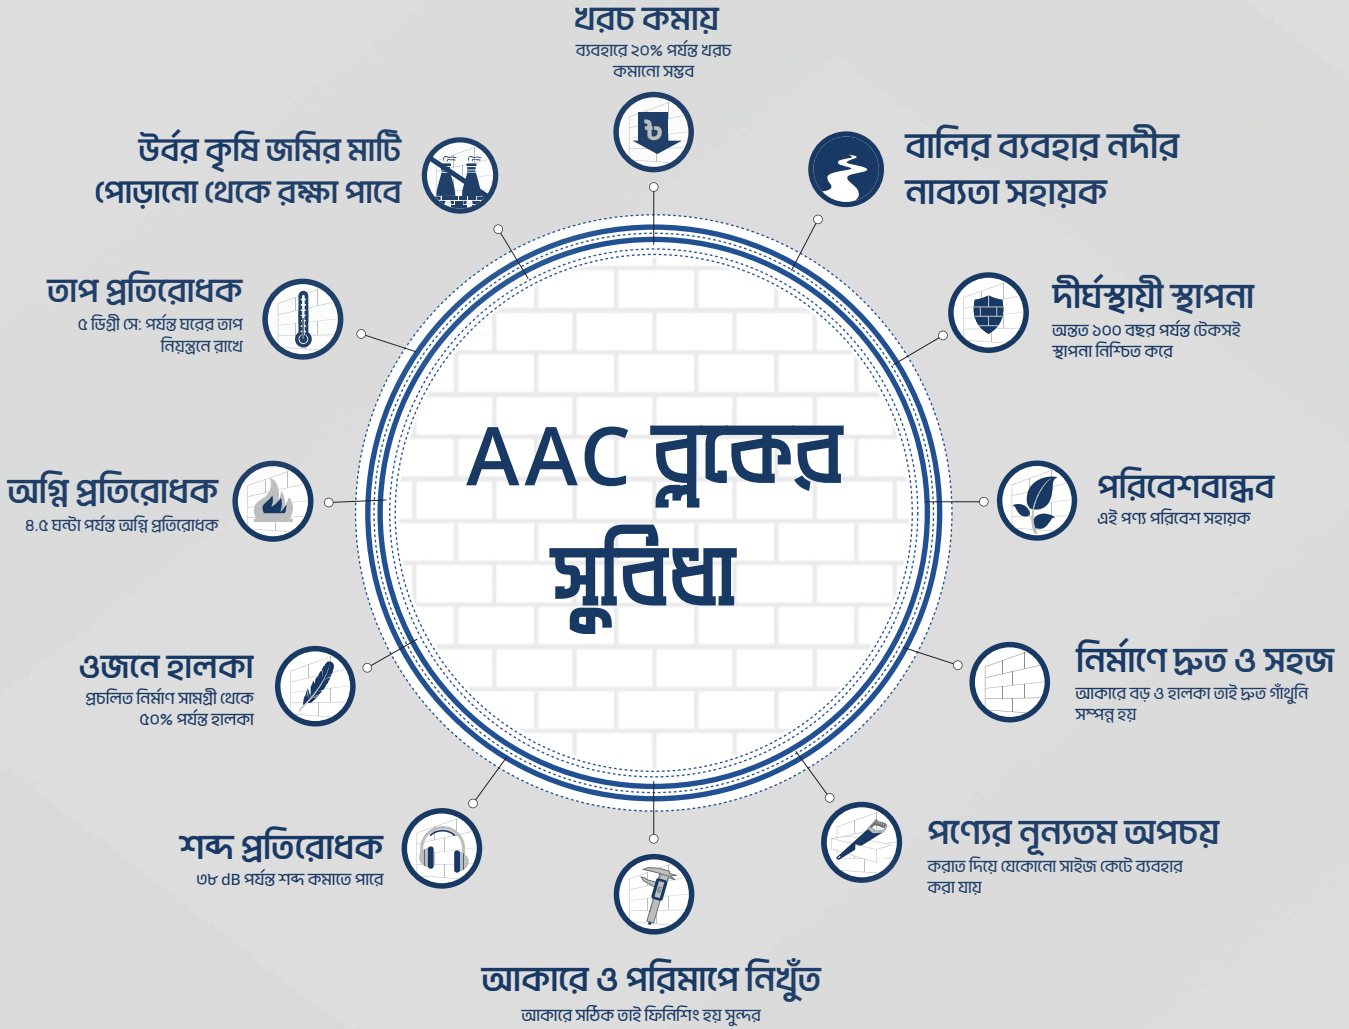 খরচ কমায়
ব্যবহারে ২০% পর্যন্ত খরচ
কমানো সম্ভব
৳
বালির ব্যবহার নদীর
নাব্যতা সহায়ক
দীর্ঘস্থায়ী স্থাপনা
অন্তত ১০০ বছর পর্যন্ত টেকসই
স্থাপনা নিশ্চিত করে
পরিবেশবান্ধব
এই পণ্য পরিবেশ সহায়ক
নির্মাণে দ্রুত ও সহজ
আকারে বড় ও হালকা তাই দ্রুত গাঁথুনি
সম্পন্ন হয়
পণ্যের নূন্যতম অপচয়
করাত দিয়ে যেকোনো সাইজ কেটে ব্যবহার
করা যায়
আকারে ও পরিমাপে নিখুঁত
আকারে সঠিক তাই ফিনিশিং হয় সুন্দর
শব্দ প্রতিরোধক
৩৮ dB পর্যন্ত শব্দ কমাতে পারে
ওজনে হালকা
প্রচলিত নির্মাণ সামগ্রী থেকে
৫০% পর্যন্ত হালকা
অগ্নি প্রতিরোধক
৪.৫ ঘন্টা পর্যন্ত অগ্নি প্রতিরোধক
তাপ প্রতিরোধক
৫ ডিগ্রী সে: পর্যন্ত ঘরের তাপ
নিয়ন্ত্রনে রাখে
উর্বর কৃষি জমির মাটি
পোড়ানো থেকে রক্ষা পাবে
AAC ব্লকের
সুবিধা